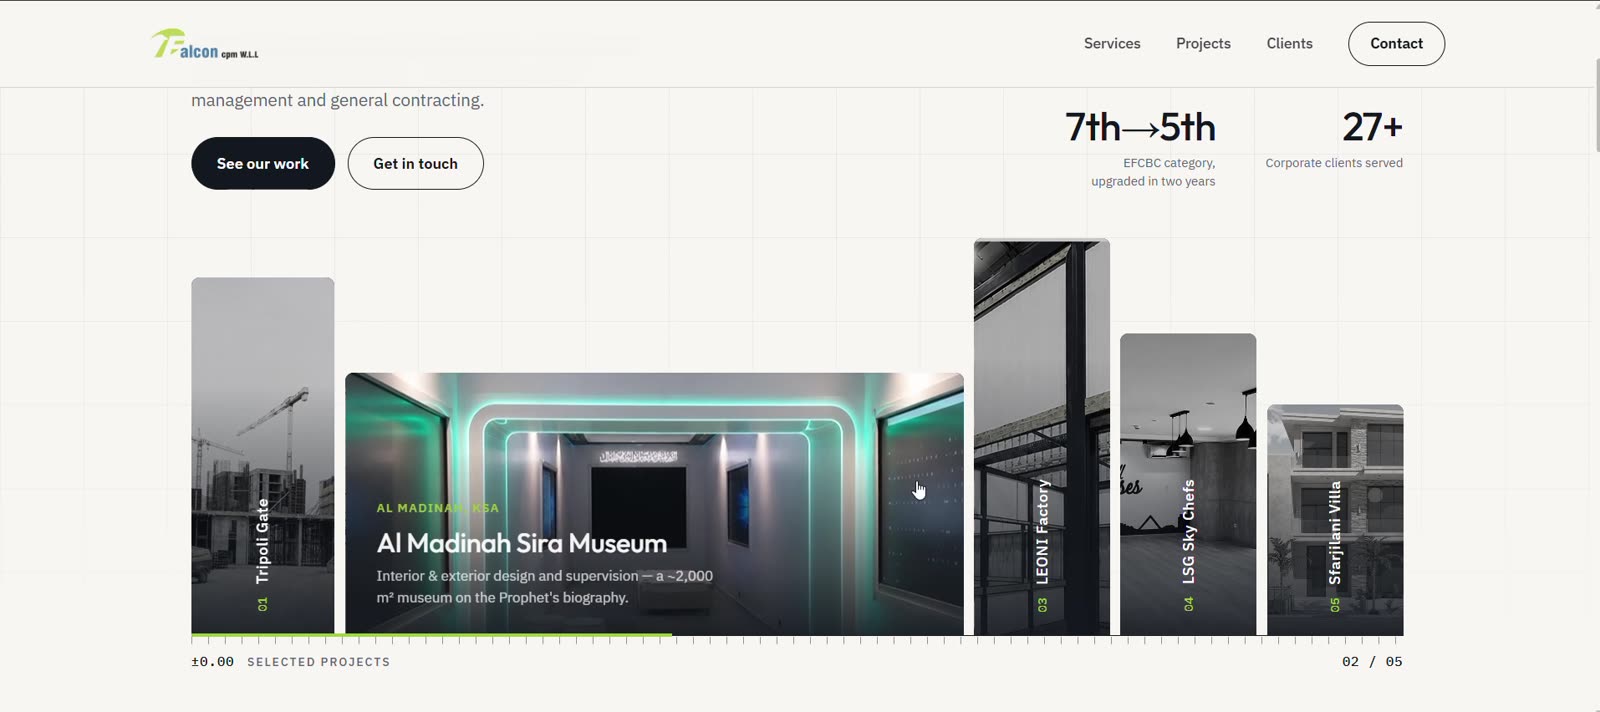 Falcon cpm W.L.L
Services
Projects
Clients
Contact
management and general contracting.
See our work
Get in touch
7th→5th
EFCBC category,
upgraded in two years
27+
Corporate clients served
01 Tripoli Gate
AL MADINAH, KSA
Al Madinah Sira Museum
Interior & exterior design and supervision — a ~2,000
m² museum on the Prophet's biography.
03 LEONI Factory
04 LSG Sky Chefs
05 Sfarjilani Villa
±0.00 SELECTED PROJECTS
02 / 05